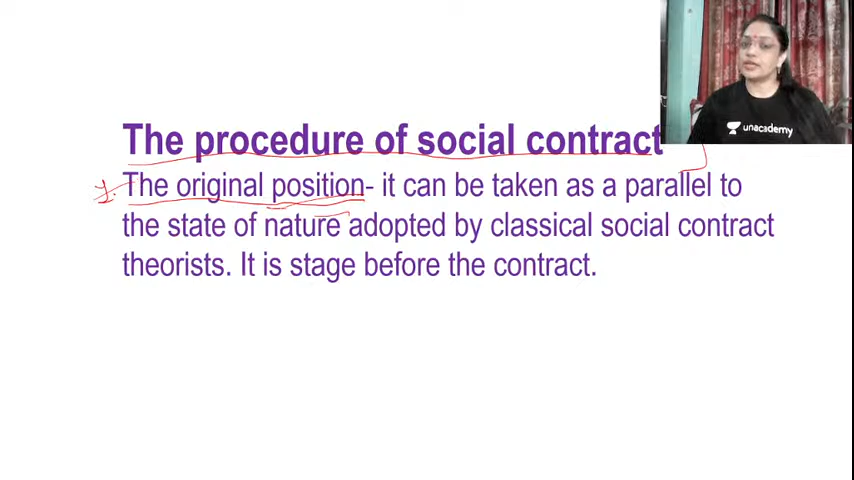 The procedure of social contract
1. The original position- it can be taken as a parallel to
the state of nature adopted by classical social contract
theorists. It is stage before the contract.
unacademy